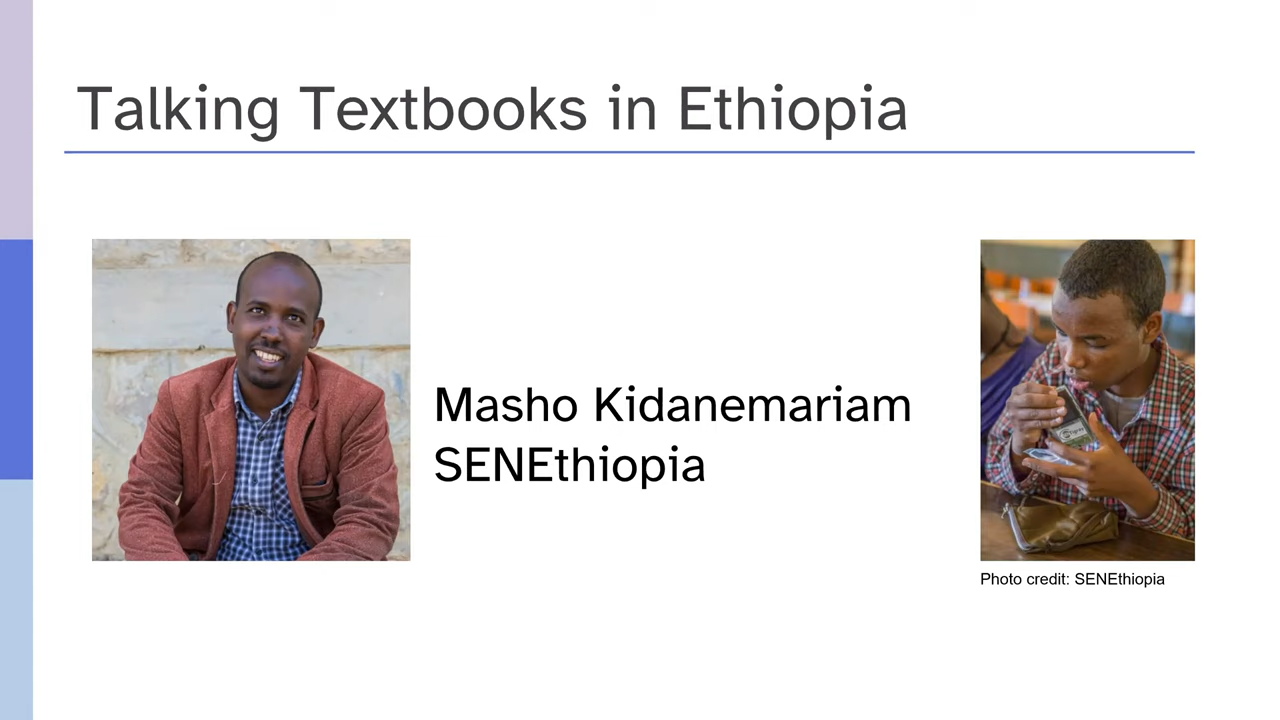 Talking Textbooks in Ethiopia
Masho Kidanemariam
SENEthiopia
Photo credit: SENEthiopia